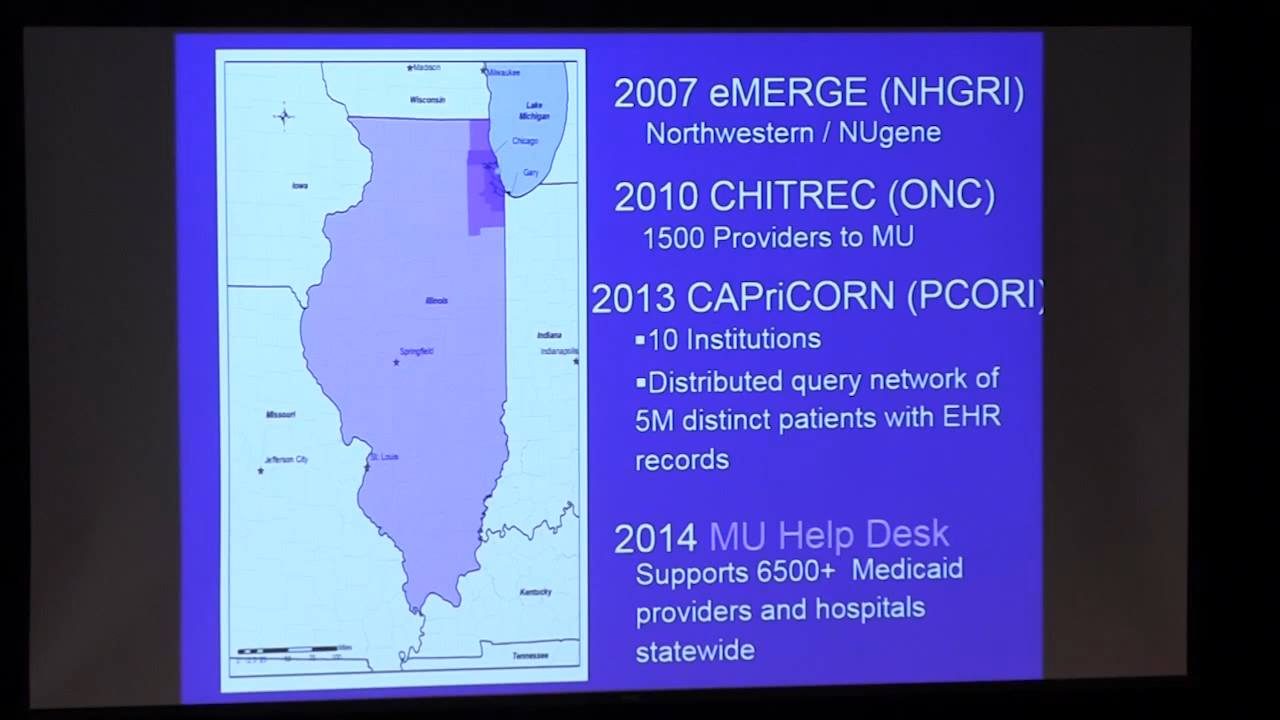 Madison
Milwaukee
Wisconsin
Lake
Michigan
Chicago
Gary
Iowa
Illinois
Indiana
Indianapolis
Springfield
Missouri
St. Louis
Jefferson City
Kentucky
Tennessee
Miles
2007 eMERGE (NHGRI)
Northwestern / NUgene
2010 CHITREC (ONC)
1500 Providers to MU
2013 CAPriCORN (PCORI)
▪10 Institutions
▪Distributed query network of
5M distinct patients with EHR
records
2014 MU Help Desk
Supports 6500+ Medicaid
providers and hospitals
statewide